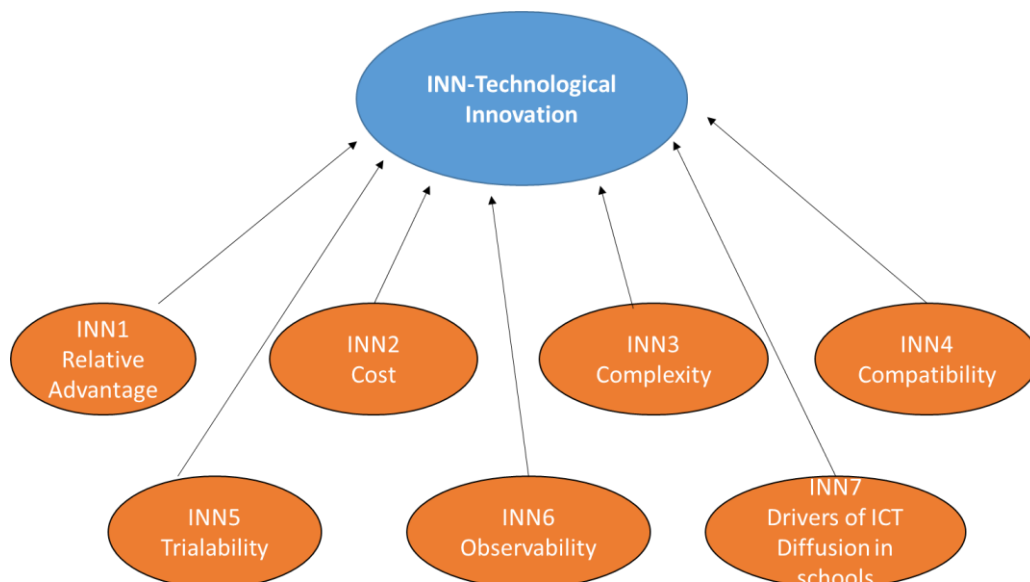 INN-Technological
Innovation
INN1
Relative
Advantage
INN2
Cost
INN3
Complexity
INN4
Compatibility
INN5
Trialability
INN6
Observability
INN7
Drivers of ICT
Diffusion in
schools